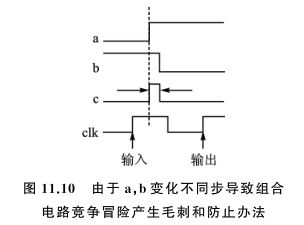 a
b
c
clk
输入 输出
图 11.10 由于 a,b 变化不同步导致组合
电路竞争冒险产生毛刺和防止办法